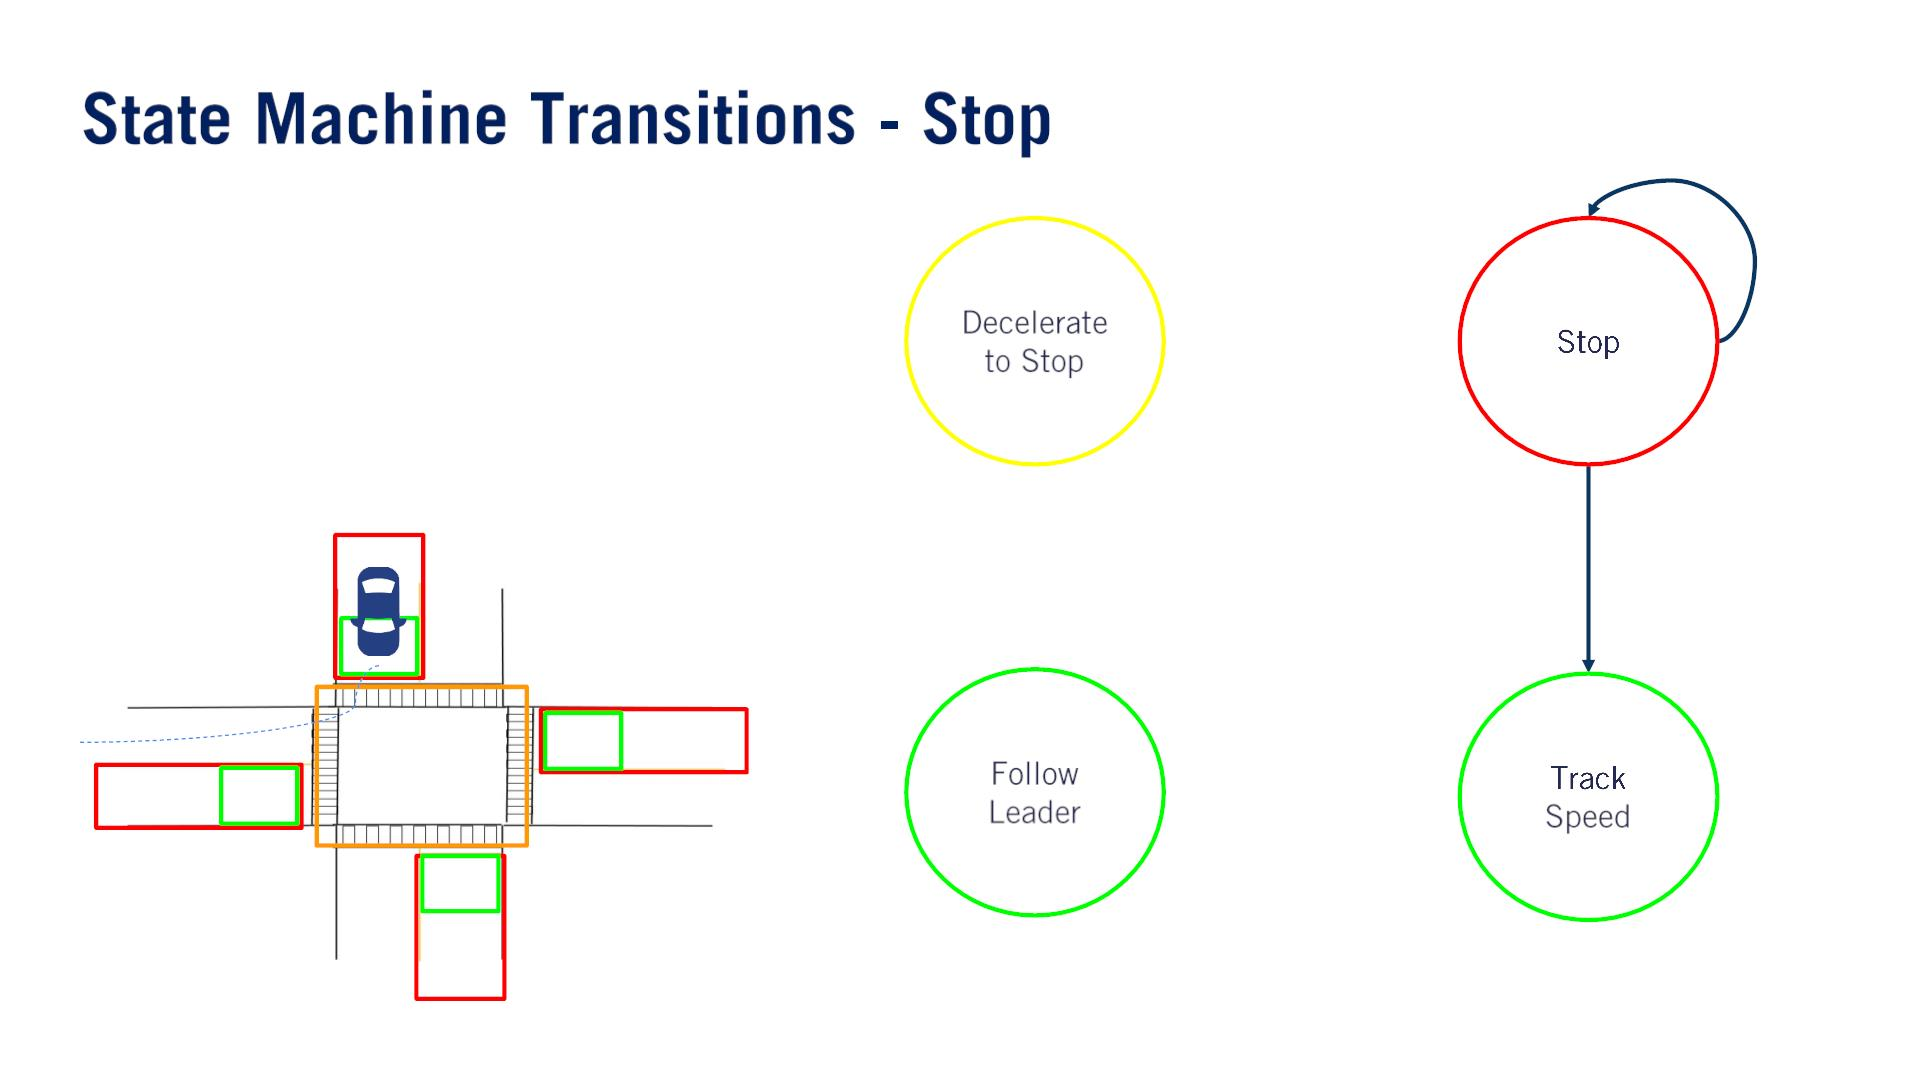 State Machine Transitions - Stop
Decelerate
to Stop
Stop
Follow
Leader
Track
Speed